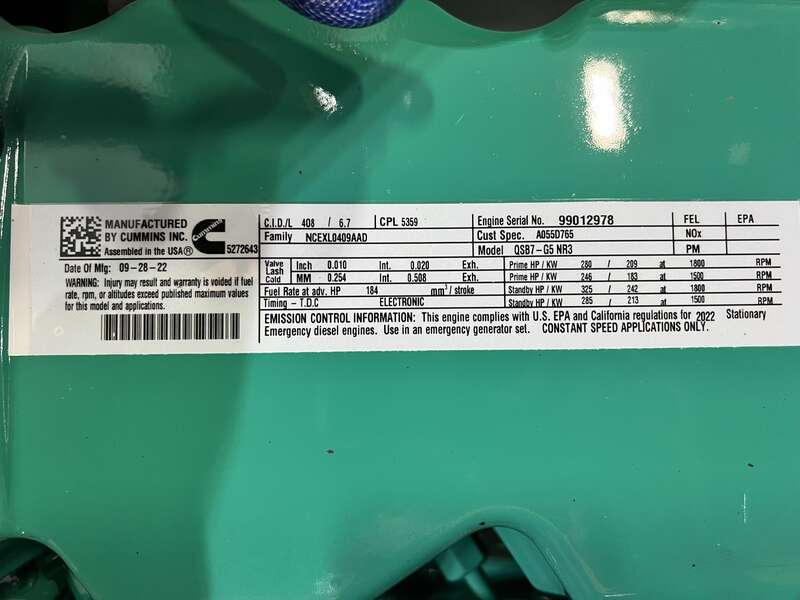 MANUFACTURED
BY CUMMINS INC.
Assembled in the USA®
Cummins
5272643
Date Of Mfg: 09-28-22
WARNING: Injury may result and warranty is voided if fuel
rate, rpm, or altitudes exceed published maximum values
for this model and applications.
C.I.D./L 408 / 6.7 CPL 5359
Family NCEXL0409AAD
Engine Serial No. 99012978
Cust Spec. A055D765
Model QSB7-G5 NR3
FEL EPA
NOx
PM
Valve Lash Cold Inch 0.010 Int. 0.020 Exh.
MM 0.254 Int. 0.508 Exh.
Fuel Rate at adv. HP 184 mm³/ stroke
Timing - T.D.C ELECTRONIC
Prime HP / KW 280 / 209 at 1800 RPM
Prime HP / KW 246 / 183 at 1500 RPM
Standby HP / KW 325 / 242 at 1800 RPM
Standby HP / KW 285 / 213 at 1500 RPM
EMISSION CONTROL INFORMATION: This engine complies with U.S. EPA and California regulations for 2022 Stationary
Emergency diesel engines. Use in an emergency generator set. CONSTANT SPEED APPLICATIONS ONLY.